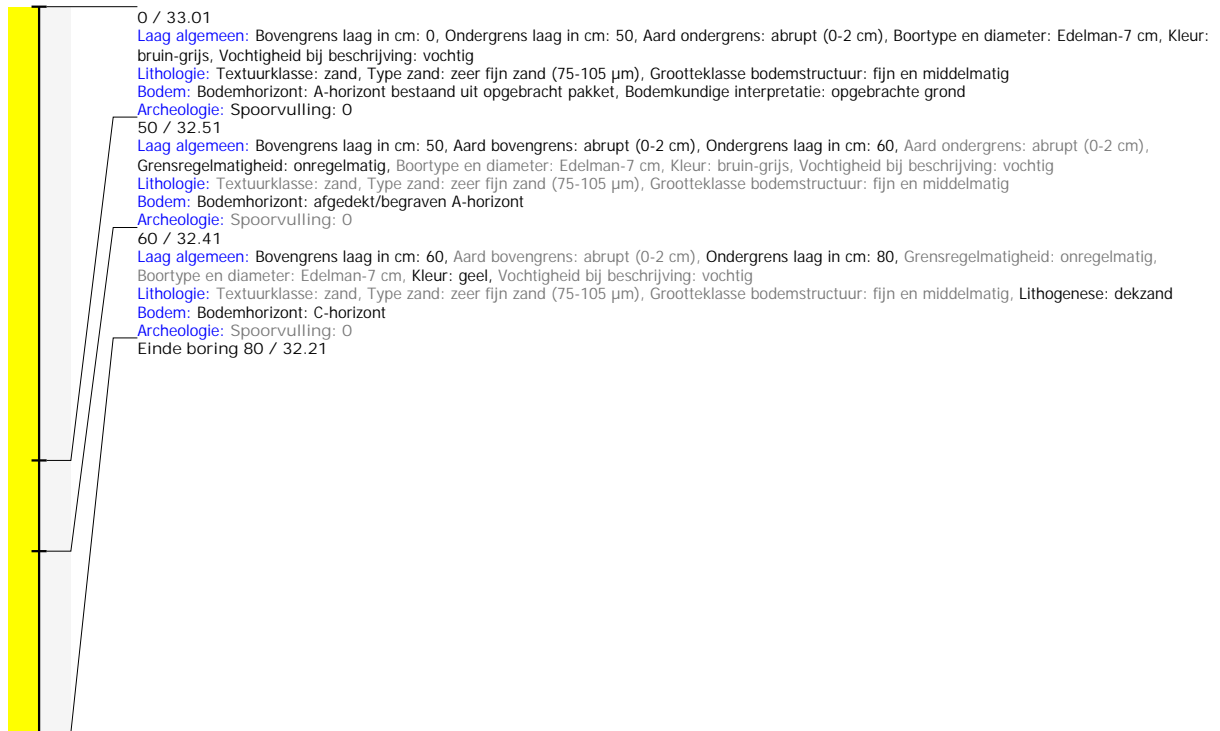 0 / 33.01
Laag algemeen: Bovengrens laag in cm: 0, Ondergrens laag in cm: 50, Aard ondergrens: abrupt (0-2 cm), Boortype en diameter: Edelman-7 cm, Kleur:
bruin-grijs, Vochtigheid bij beschrijving: vochtig
Lithologie: Textuurklasse: zand, Type zand: zeer fijn zand (75-105 µm), Grootteklasse bodemstructuur: fijn en middelmatig
Bodem: Bodemhorizont: A-horizont bestaand uit opgebracht pakket, Bodemkundige interpretatie: opgebrachte grond
Archeologie: Spoorvulling: 0
50 / 32.51
Laag algemeen: Bovengrens laag in cm: 50, Aard bovengrens: abrupt (0-2 cm), Ondergrens laag in cm: 60, Aard ondergrens: abrupt (0-2 cm),
Grensregelmatigheid: onregelmatig, Boortype en diameter: Edelman-7 cm, Kleur: bruin-grijs, Vochtigheid bij beschrijving: vochtig
Lithologie: Textuurklasse: zand, Type zand: zeer fijn zand (75-105 µm), Grootteklasse bodemstructuur: fijn en middelmatig
Bodem: Bodemhorizont: afgedekt/begraven A-horizont
Archeologie: Spoorvulling: 0
60 / 32.41
Laag algemeen: Bovengrens laag in cm: 60, Aard bovengrens: abrupt (0-2 cm), Ondergrens laag in cm: 80, Grensregelmatigheid: onregelmatig,
Boortype en diameter: Edelman-7 cm, Kleur: geel, Vochtigheid bij beschrijving: vochtig
Lithologie: Textuurklasse: zand, Type zand: zeer fijn zand (75-105 µm), Grootteklasse bodemstructuur: fijn en middelmatig, Lithogenese: dekzand
Bodem: Bodemhorizont: C-horizont
Archeologie: Spoorvulling: 0
Einde boring 80 / 32.21